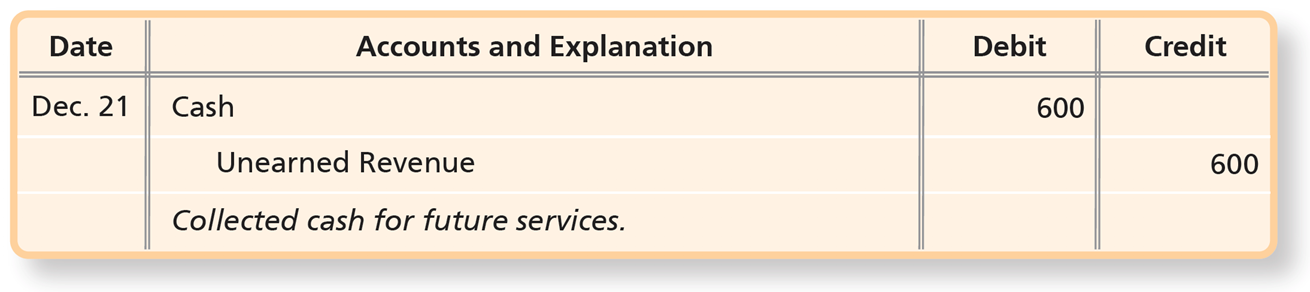 Date Accounts and Explanation Debit Credit
Dec. 21 Cash 600
Unearned Revenue 600
Collected cash for future services.